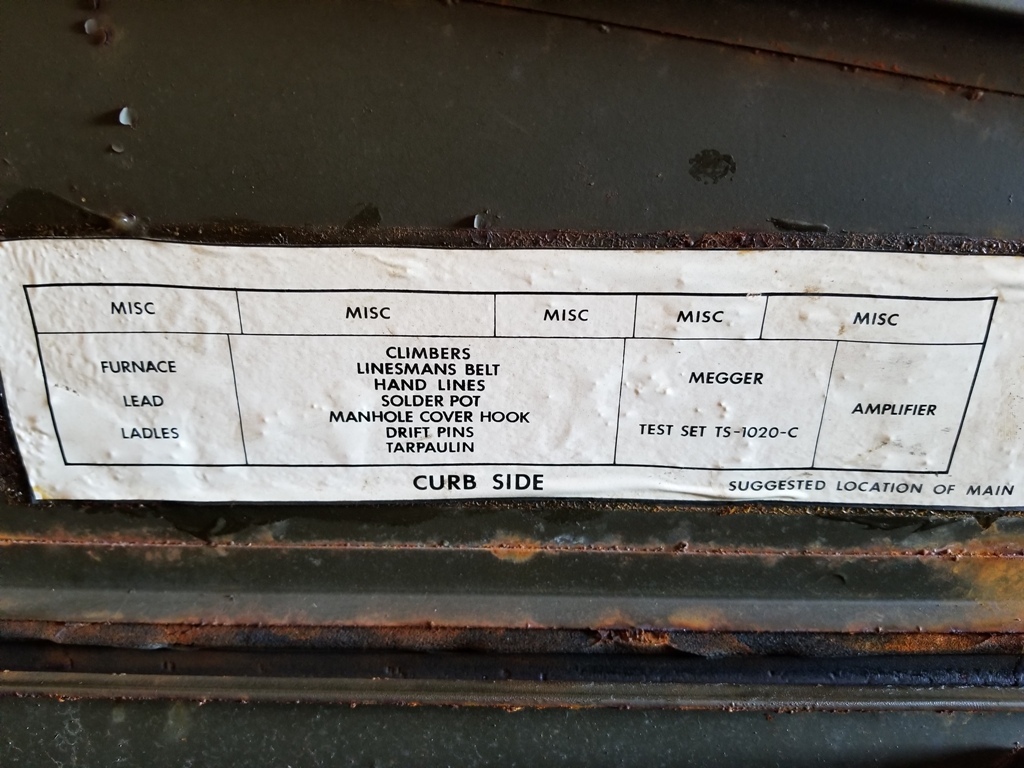 MISC MISC MISC MISC MISC
FURNACE
LEAD
LADLES
CLIMBERS
LINESMANS BELT
HAND LINES
SOLDER POT
MANHOLE COVER HOOK
DRIFT PINS
TARPAULIN
MEGGER
TEST SET TS-1020-C
AMPLIFIER
CURB SIDE
SUGGESTED LOCATION OF MAIN